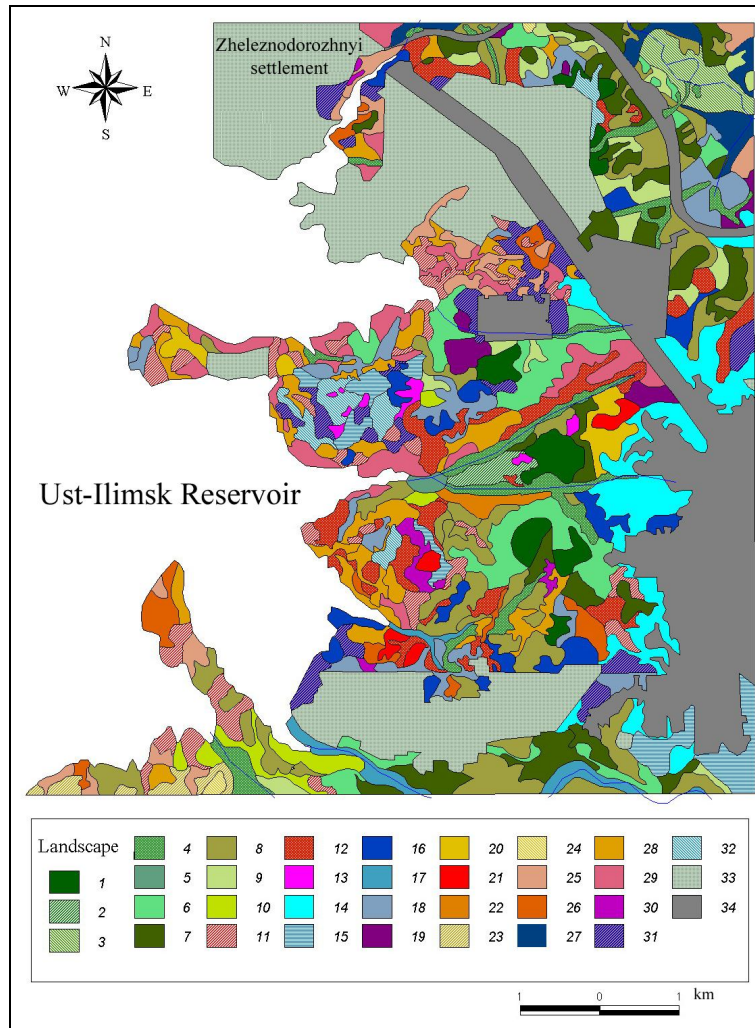 Zheleznodorozhnyi
settlement
N
W E
S
Ust-Ilimsk Reservoir
Landscape
4 8 12 16 20 24 28 32
1 5 9 13 17 21 25 29 33
2 6 10 14 18 22 26 30 34
3 7 11 15 19 23 27 31
km
1 0 1